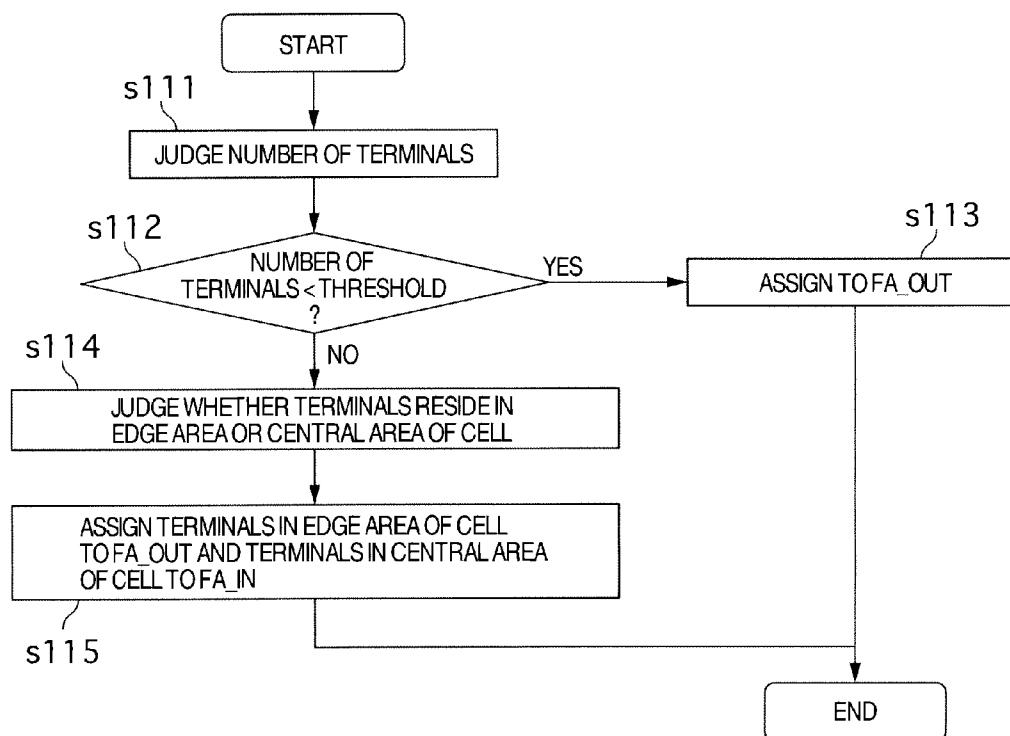 START
s111
JUDGE NUMBER OF TERMINALS
s112
NUMBER OF
TERMINALS < THRESHOLD
?
YES
s113
ASSIGN TO FA_OUT
NO
s114
JUDGE WHETHER TERMINALS RESIDE IN
EDGE AREA OR CENTRAL AREA OF CELL
ASSIGN TERMINALS IN EDGE AREA OF CELL
TO FA_OUT AND TERMINALS IN CENTRAL AREA
OF CELL TO FA_IN
s115
END